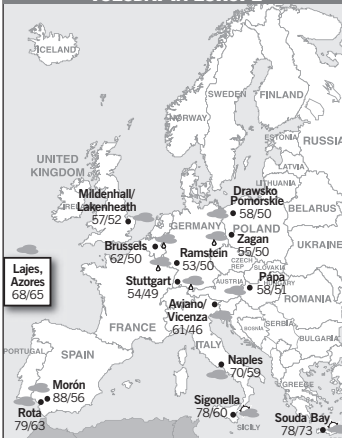 ICELAND
SWEDEN
FINLAND
NORWAY
ESTONIA
RUSSIA
LATVIA
LITHUANIA
UNITED
KINGDOM
Mildenhall/
Lakenheath
57/52
Drawsko
Pomorskie
58/50
BELARUS
GERMANY
POLAND
Zagan
55/50
Brussels
62/50
UKRAINE
Ramstein
53/50
CZECH
REP.
SLOVAKIA
Lajes,
Azores
68/65
Stuttgart
54/49
AUSTRIA
Pápa
58/51
Aviano/
Vicenza
61/46
ROMANIA
FRANCE
BOSNIA
SERBIA
ITALY
BULGARIA
PORTUGAL
SPAIN
Naples
70/59
Morón
88/56
GREECE
Rota
79/63
Sigonella
78/60
SICILY
Souda Bay
78/73